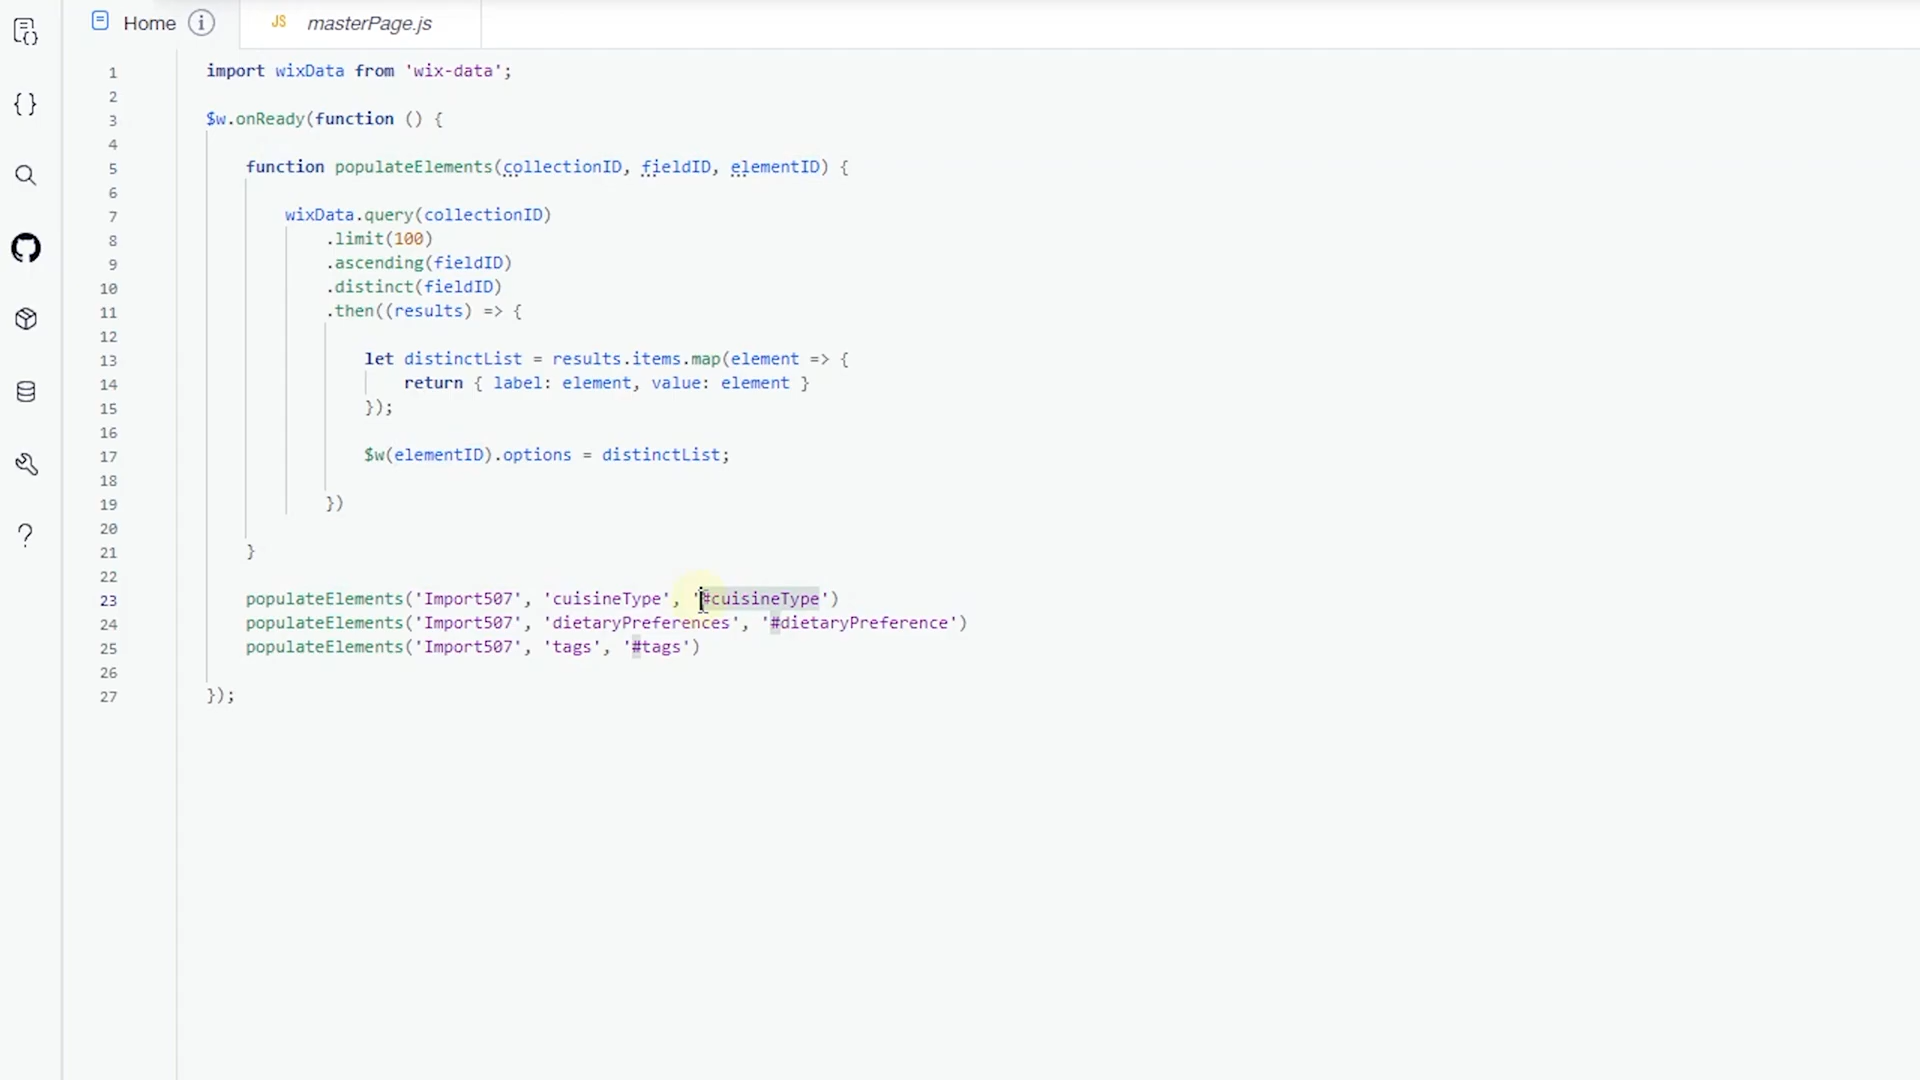 Home
JS masterPage.js
1 import wixData from 'wix-data';
2
3 $w.onReady(function () {
4
5 function populateElements(collectionID, fieldID, elementID) {
6
7 wixData.query(collectionID)
8 .limit(100)
9 .ascending(fieldID)
10 .distinct(fieldID)
11 .then((results) => {
12
13 let distinctList = results.items.map(element => {
14 return { label: element, value: element }
15 });
16
17 $w(elementID).options = distinctList;
18
19 })
20
21 }
22
23 populateElements('Import507', 'cuisineType', '#cuisineType')
24 populateElements('Import507', 'dietaryPreferences', '#dietaryPreference')
25 populateElements('Import507', 'tags', '#tags')
26
27 });